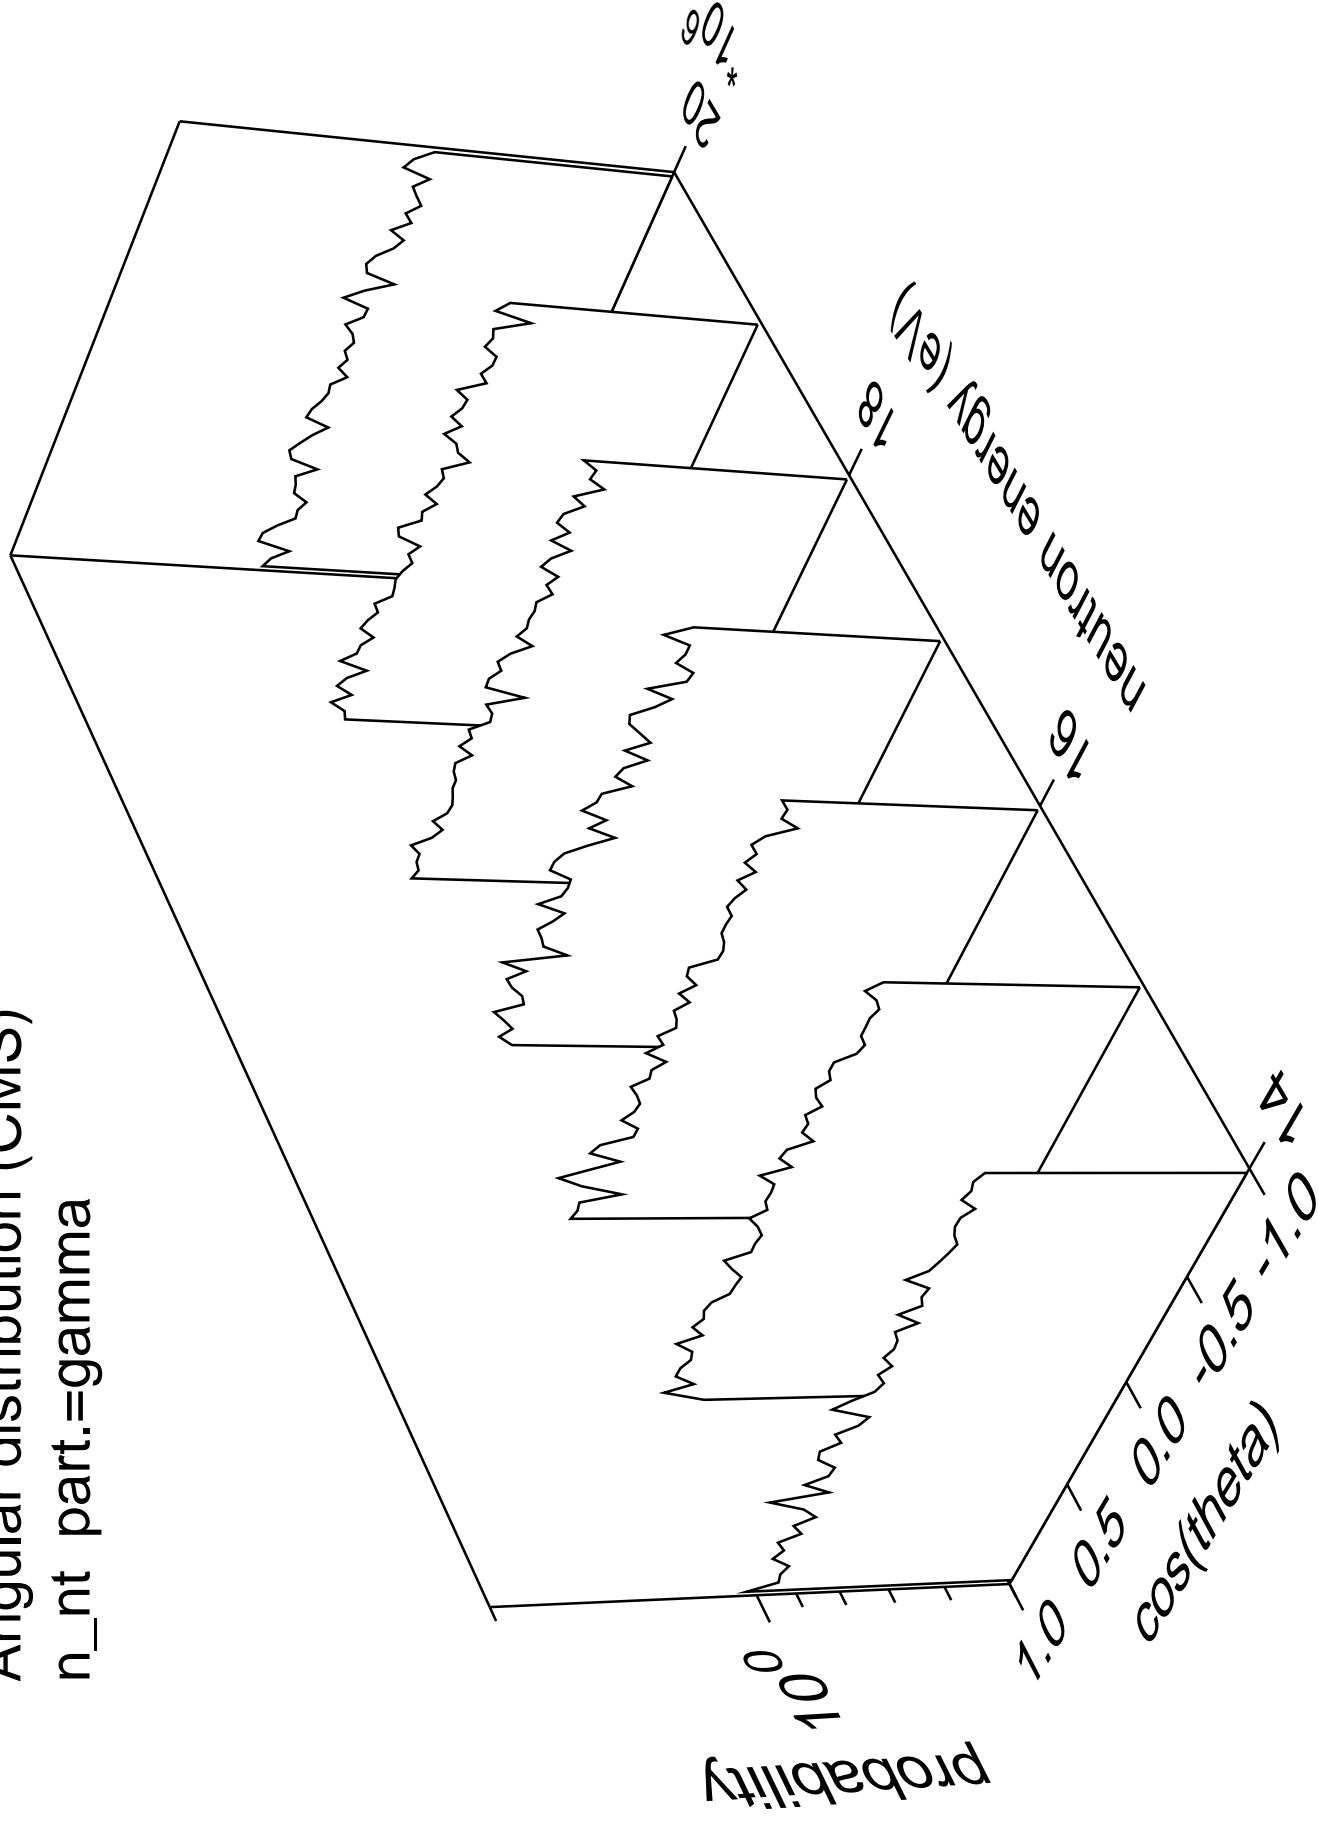 Angular distribution (CMS)
n_nt part.=gamma
probability
10 0
1.0
0.5
0.0
-0.5
-1.0
cos(theta)
14
16
18
20
*10 6
neutron energy (eV)